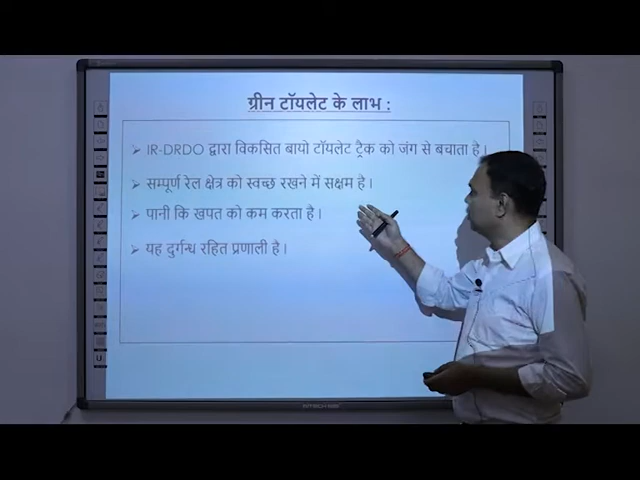 ग्रीन टॉयलेट के लाभ :
➢ IR-DRDO द्वारा विकसित बायो टॉयलेट ट्रैक को जंग से बचाता है।
➢ सम्पूर्ण रेल क्षेत्र को स्वच्छ रखने में सक्षम है।
➢ पानी कि खपत को कम करता है।
➢ यह दुर्गन्ध रहित प्रणाली है।